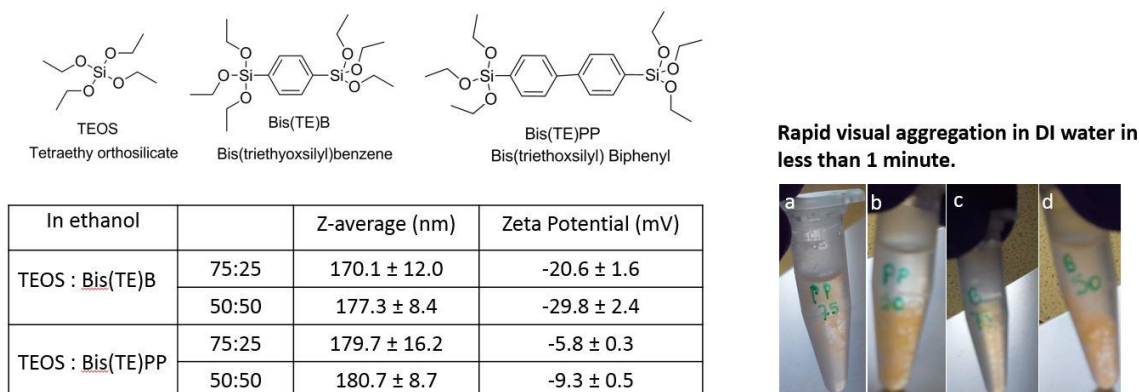 TEOS
Tetraethy orthosilicate
Bis(TE)B
Bis(triethyoxsilyl)benzene
Bis(TE)PP
Bis(triethoxsilyl) Biphenyl
In ethanol Z-average (nm) Zeta Potential (mV)
TEOS : Bis(TE)B 75:25 170.1 ± 12.0 -20.6 ± 1.6
50:50 177.3 ± 8.4 -29.8 ± 2.4
TEOS : Bis(TE)PP 75:25 179.7 ± 16.2 -5.8 ± 0.3
50:50 180.7 ± 8.7 -9.3 ± 0.5
Rapid visual aggregation in DI water in
less than 1 minute.
a b c d
PP
75
PP
50
B
B
50